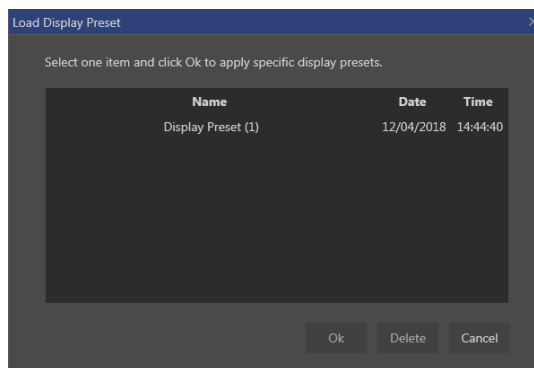 Load Display Preset
Select one item and click Ok to apply specific display presets.
Name Date Time
Display Preset (1) 12/04/2018 14:44:40
Ok Delete Cancel